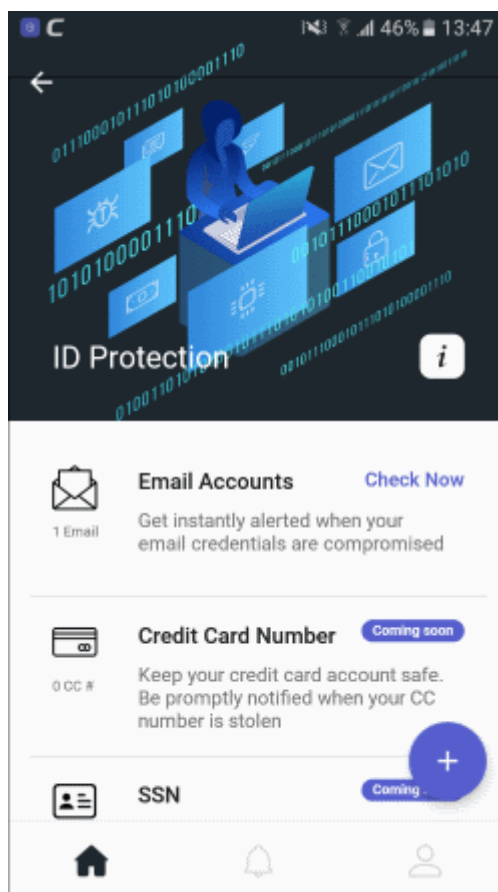 C 46% 13:47
ID Protection i
Email Accounts Check Now
1 Email
Get instantly alerted when your
email credentials are compromised
Credit Card Number Coming soon
0 CC #
Keep your credit card account safe.
Be promptly notified when your CC
number is stolen
+
SSN Coming